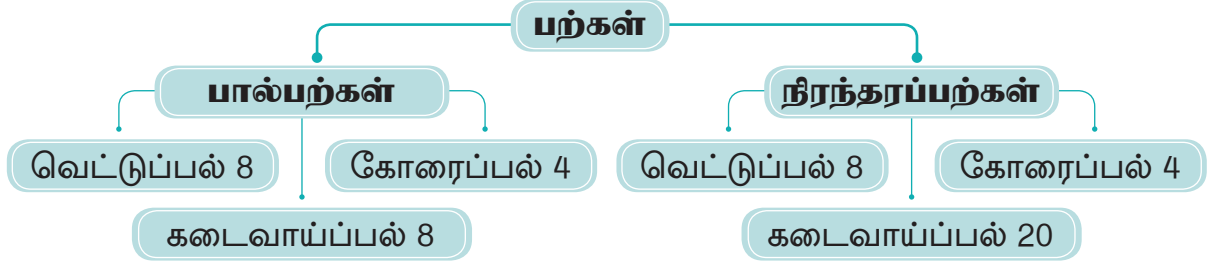 பற்கள்
பால்பற்கள்
நிரந்தரப்பற்கள்
வெட்டுப்பல் 8
கோரைப்பல் 4
வெட்டுப்பல் 8
கோரைப்பல் 4
கடைவாய்ப்பல் 8
கடைவாய்ப்பல் 20